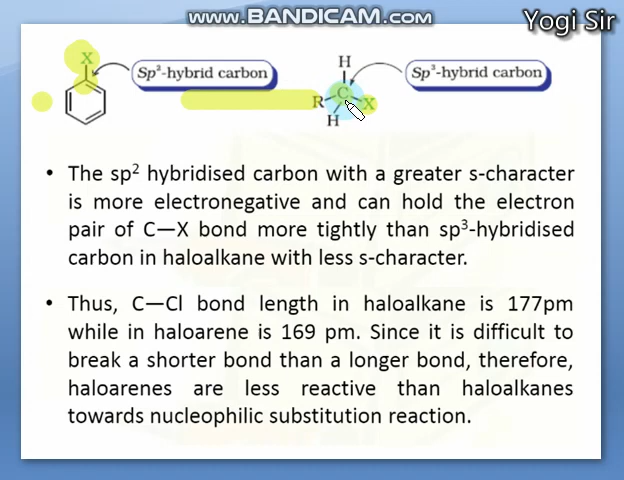 www.BANDICAM.com
Yogi Sir
X
Sp³-hybrid carbon
H
Sp³-hybrid carbon
R C X
H
• The sp² hybridised carbon with a greater s-character
is more electronegative and can hold the electron
pair of C—X bond more tightly than sp³-hybridised
carbon in haloalkane with less s-character.
• Thus, C—Cl bond length in haloalkane is 177pm
while in haloarene is 169 pm. Since it is difficult to
break a shorter bond than a longer bond, therefore,
haloarenes are less reactive than haloalkanes
towards nucleophilic substitution reaction.